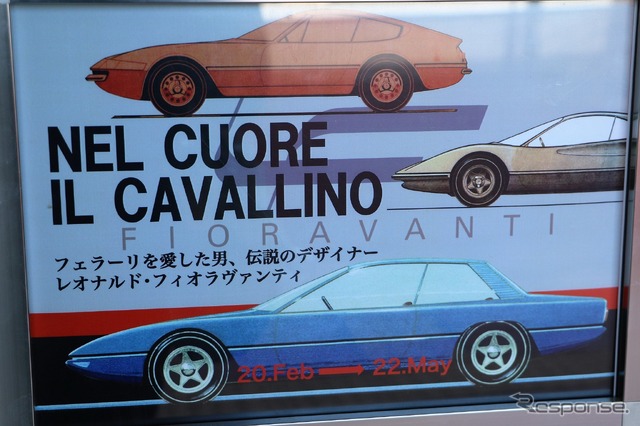 NEL CUORE
IL CAVALLINO
FIORAVANTI
フェラーリを愛した男、伝説のデザイナー
レオナルド・フィオラヴァンティ
20.Feb → 22.May
Response.